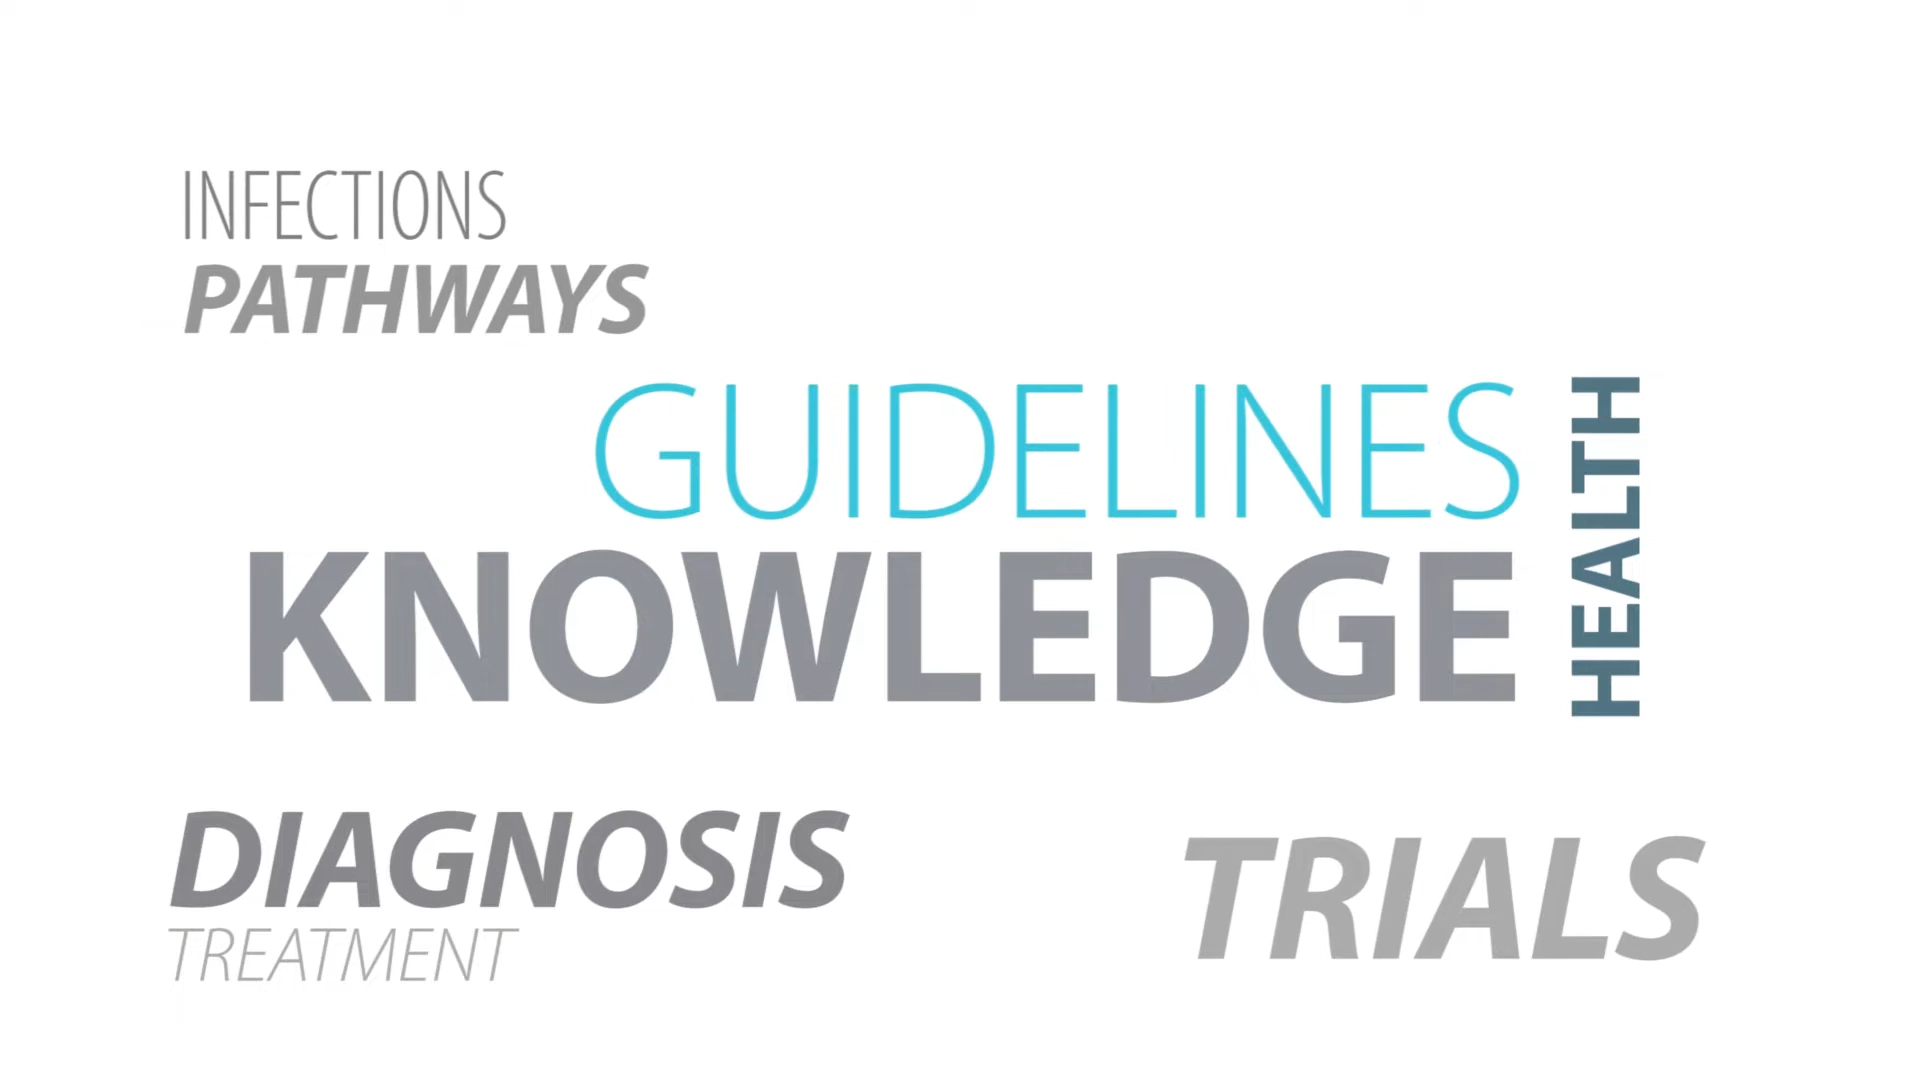 INFECTIONS
PATHWAYS
GUIDELINES
HEALTH
KNOWLEDGE
DIAGNOSIS
TRIALS
TREATMENT